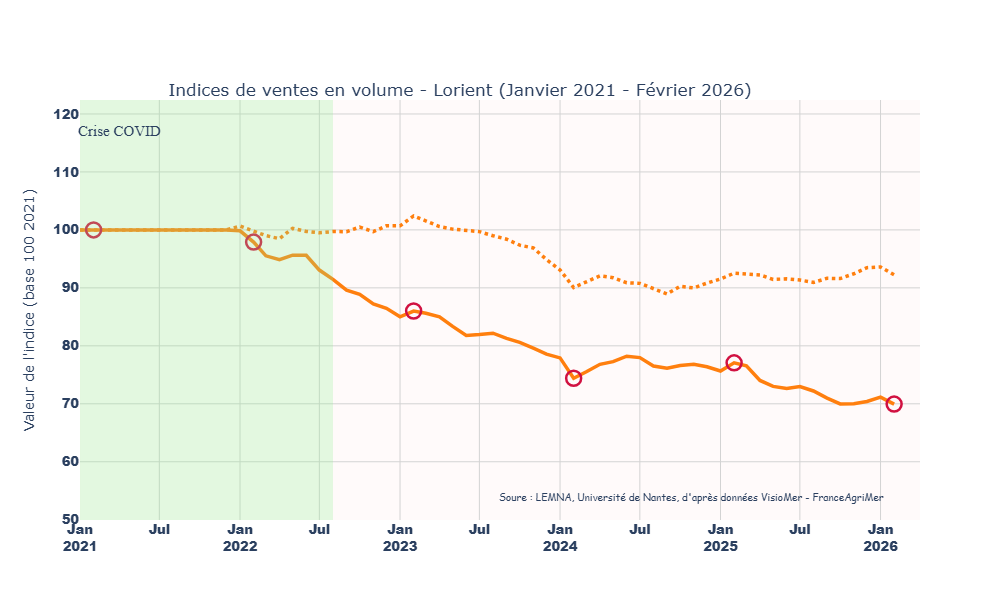 Indices de ventes en volume - Lorient (Janvier 2021 - Février 2026)
120
Crise COVID
110
100
90
80
70
60
50
Valeur de l'indice (base 100 2021)
Soure : LEMNA, Université de Nantes, d'après données VisioMer - FranceAgriMer
Jan Jul Jan Jul Jan Jul Jan Jul Jan Jul Jan
2021 2022 2023 2024 2025 2026